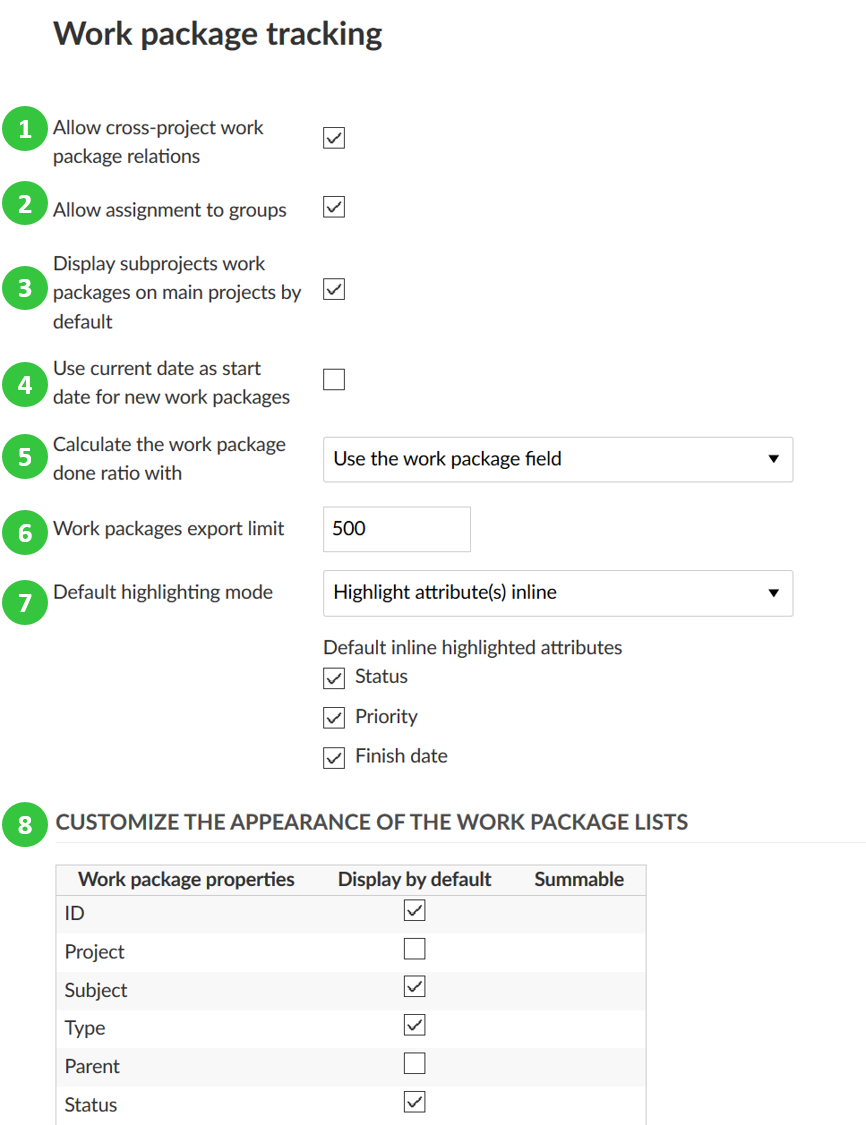 Work package tracking
1 Allow cross-project work
package relations
2 Allow assignment to groups
Display subprojects work
3 packages on main projects by
default
4 Use current date as start
date for new work packages
5 Calculate the work package
done ratio with
Use the work package field
6 Work packages export limit 500
7 Default highlighting mode Highlight attribute(s) inline
Default inline highlighted attributes
Status
Priority
Finish date
8 CUSTOMIZE THE APPEARANCE OF THE WORK PACKAGE LISTS
Work package properties Display by default Summable
ID
Project
Subject
Type
Parent
Status